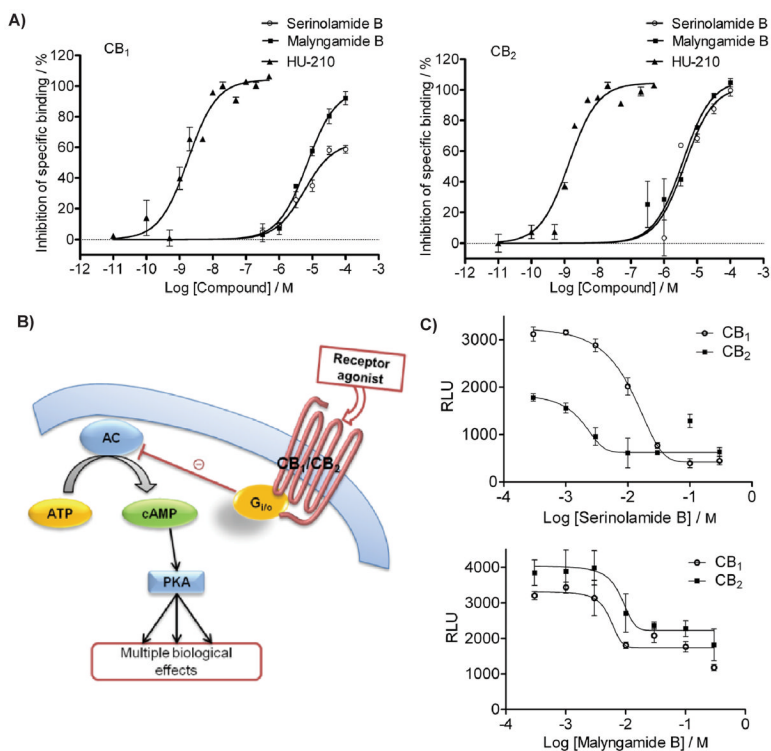 A)
CB1
Serinolamide B
Malyngamide B
HU-210
Inhibition of specific binding / %
120
100
80
60
40
20
0
-12 -11 -10 -9 -8 -7 -6 -5 -4 -3
Log [Compound] / M
CB2
Serinolamide B
Malyngamide B
HU-210
Inhibition of specific binding / %
120
100
80
60
40
20
0
-12 -11 -10 -9 -8 -7 -6 -5 -4 -3
Log [Compound] / M
B)
Receptor
agonist
AC
CB1/CB2
Gi/o
ATP
cAMP
PKA
Multiple biological
effects
C)
CB1
CB2
RLU
3000
2000
1000
0
-4 -3 -2 -1 0
Log [Serinolamide B] / M
CB1
CB2
RLU
4000
3000
2000
1000
0
-4 -3 -2 -1 0
Log [Malyngamide B] / M